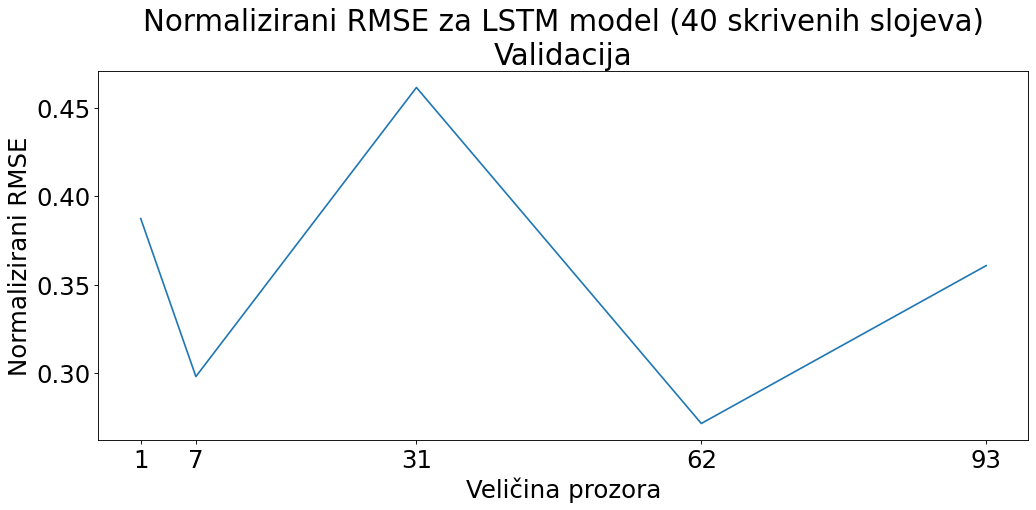 Normalizirani RMSE za LSTM model (40 skrivenih slojeva)
Validacija
Normalizirani RMSE
0.45
0.40
0.35
0.30
1 7 31 62 93
Veličina prozora